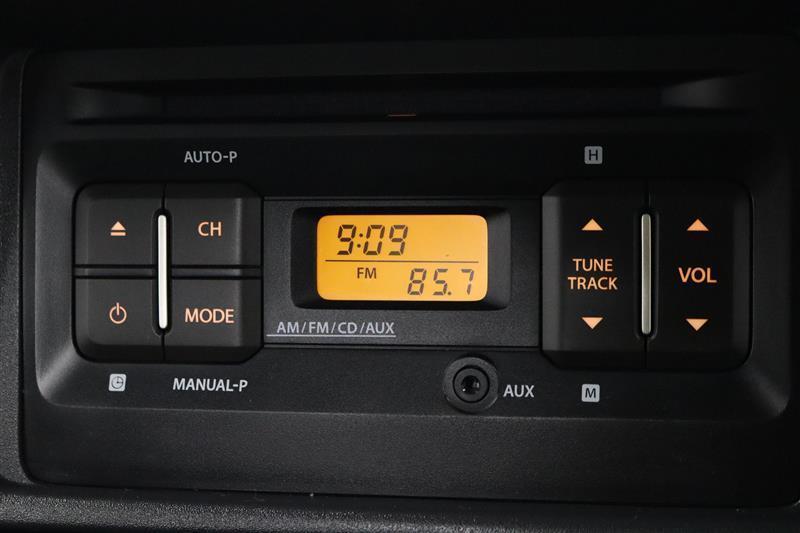 AUTO-P
H
CH
MODE
9:09
FM 85.7
AM/FM/CD/AUX
TUNE
TRACK
VOL
MANUAL-P
AUX
M